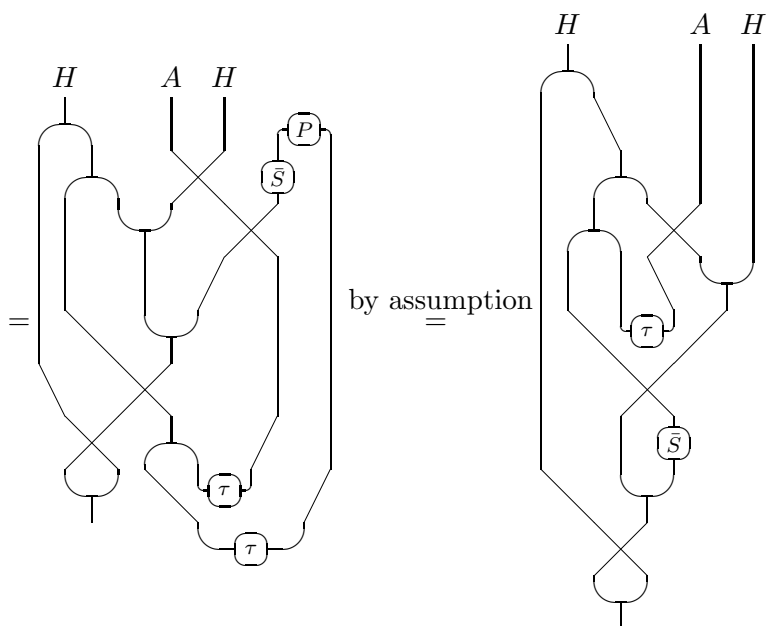 H A H
H A H
P
S̄
by assumption
= =
τ
τ
S̄
τ